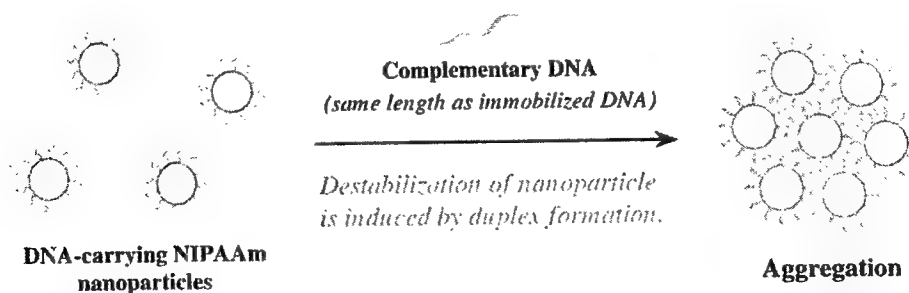 Complementary DNA
(same length as immobilized DNA)
Destabilization of nanoparticle
is induced by duplex formation.
DNA-carrying NIPAAm
nanoparticles
Aggregation